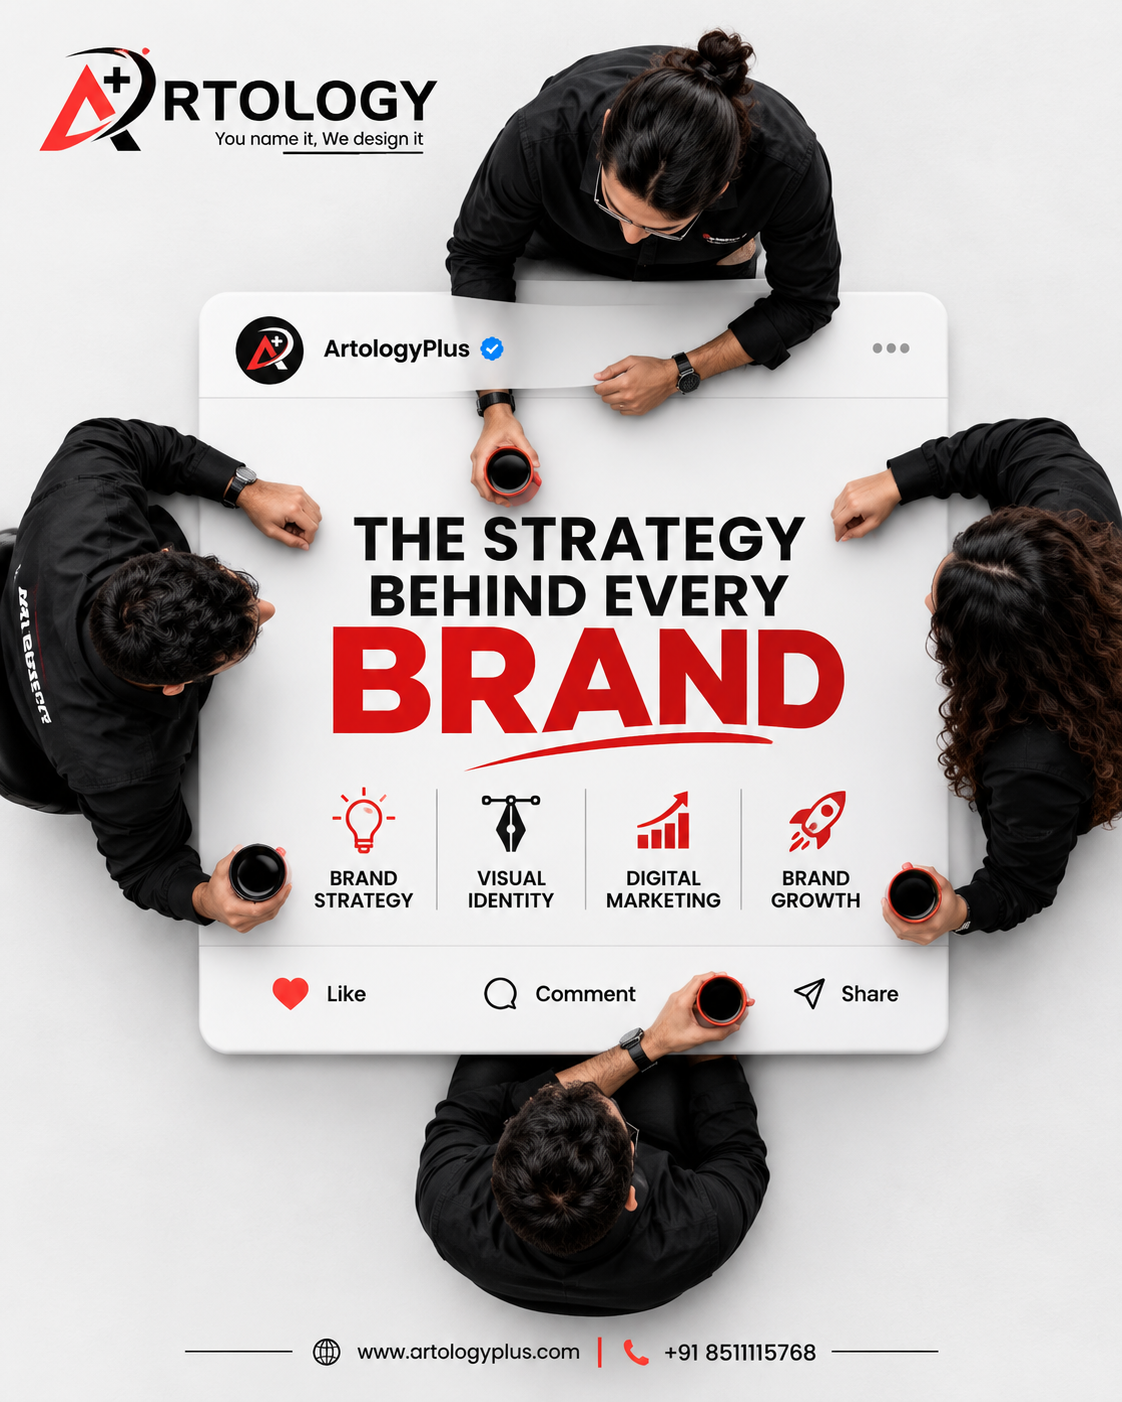 ARTOLOGY
You name it, We design it
ArtologyPlus
THE STRATEGY
BEHIND EVERY
BRAND
BRAND
STRATEGY
VISUAL
IDENTITY
DIGITAL
MARKETING
BRAND
GROWTH
Like
Comment
Share
www.artologyplus.com
+91 8511115768